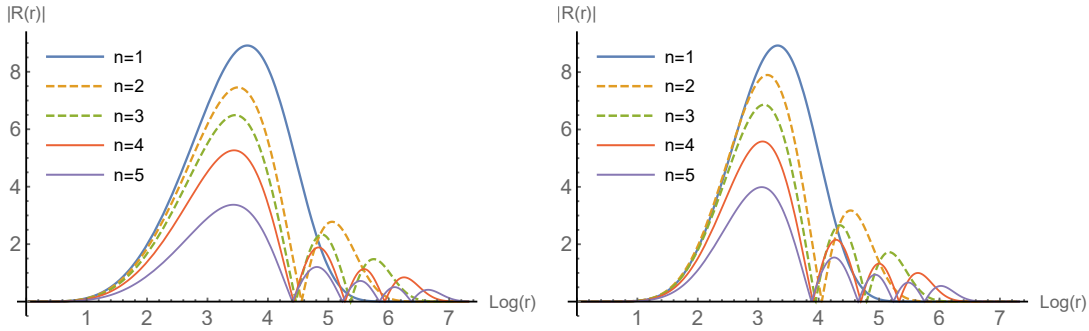 |R(r)|
n=1
n=2
n=3
n=4
n=5
8
6
4
2
1 2 3 4 5 6 7
Log(r)
|R(r)|
n=1
n=2
n=3
n=4
n=5
8
6
4
2
1 2 3 4 5 6 7
Log(r)